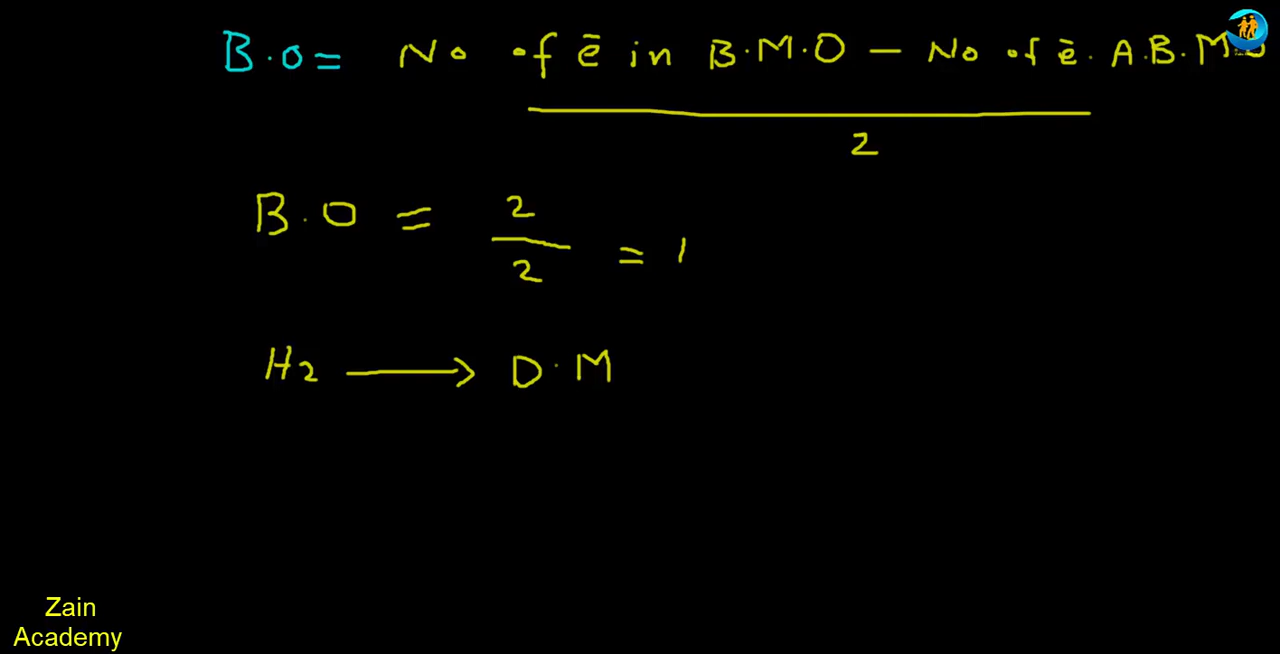 B.O = No of ē in B.M.O – No of ē. A.B.M.O
2
B.O = 2
2 = 1
H2 → D.M
Zain
Academy